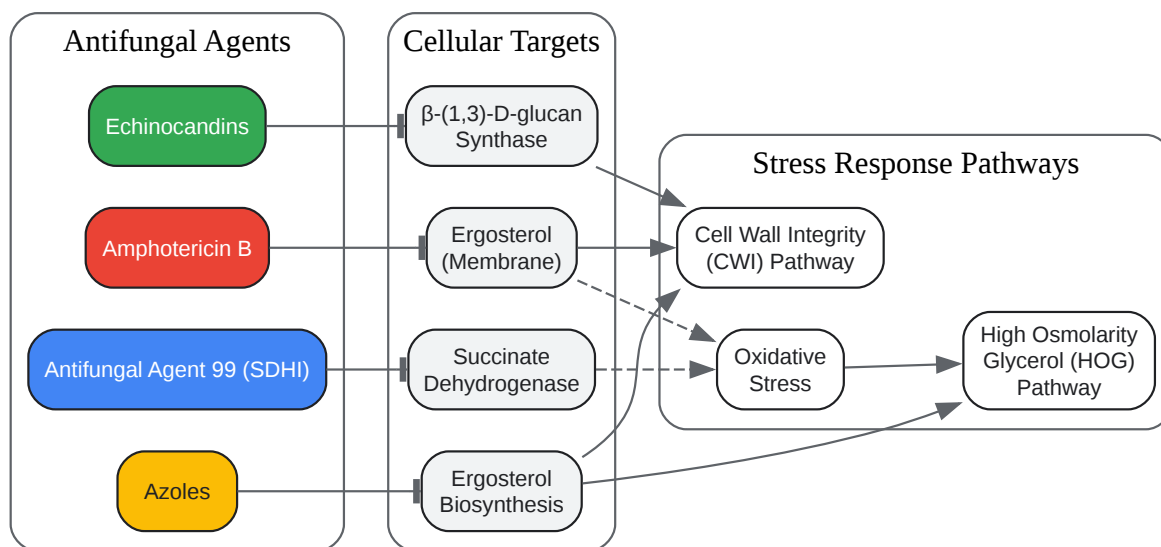 Antifungal Agents
Echinocandins
Amphotericin B
Antifungal Agent 99 (SDHI)
Azoles
Cellular Targets
β-(1,3)-D-glucan
Synthase
Ergosterol
(Membrane)
Succinate
Dehydrogenase
Ergosterol
Biosynthesis
Stress Response Pathways
Cell Wall Integrity
(CWI) Pathway
Oxidative
Stress
High Osmolarity
Glycerol (HOG)
Pathway